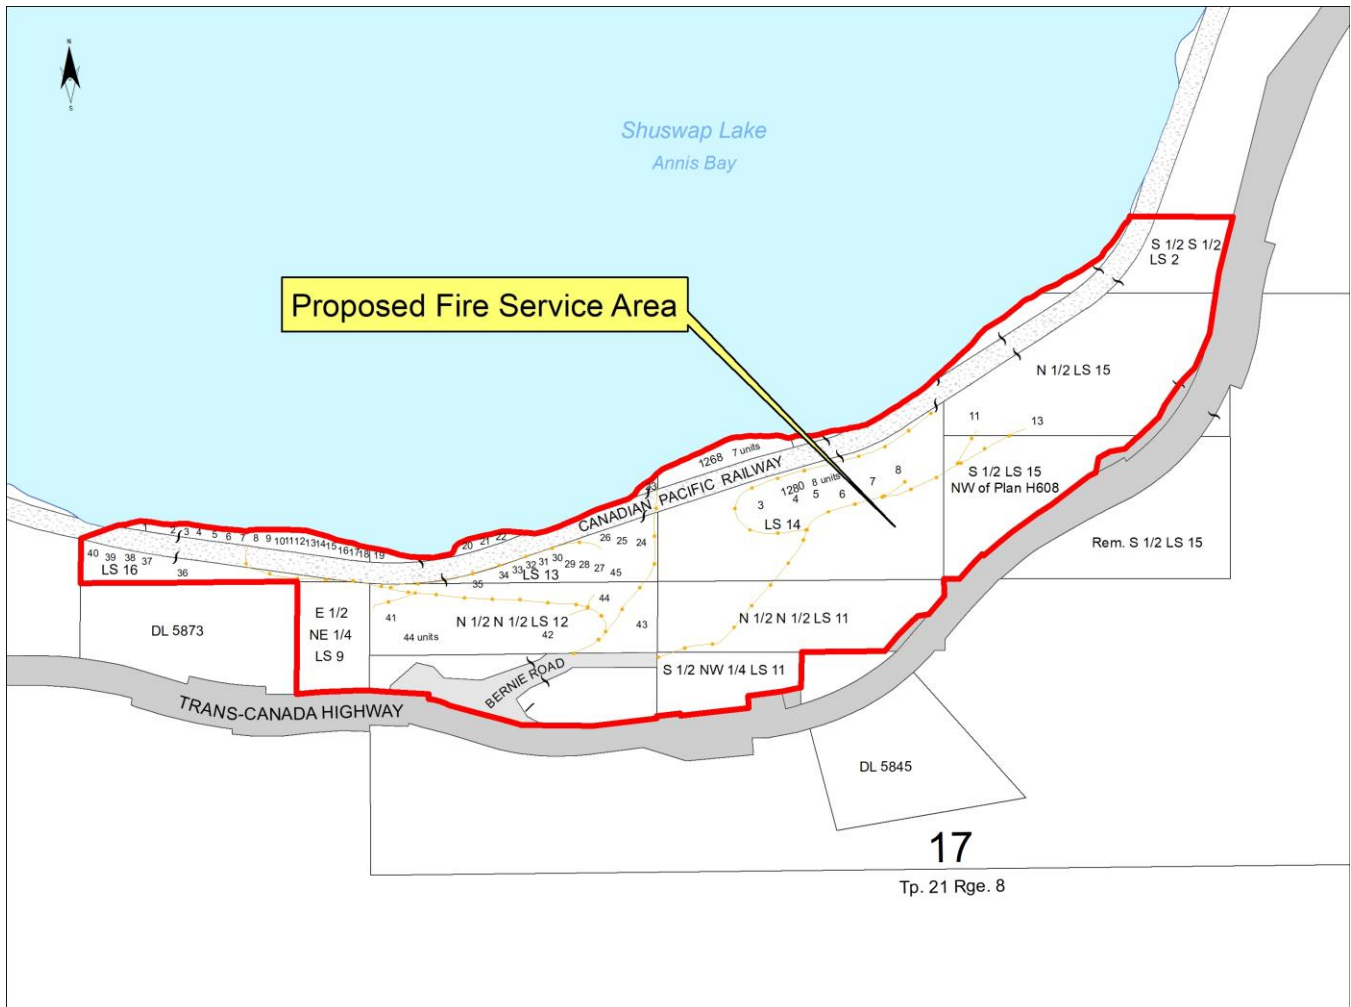 N
S
Shuswap Lake
Annis Bay
S 1/2 S 1/2
LS 2
Proposed Fire Service Area
N 1/2 LS 15
11
13
1268 7 units
23
CANADIAN PACIFIC RAILWAY
8
7
1280 8 units
3
4
5
6
LS 14
S 1/2 LS 15
NW of Plan H608
Rem. S 1/2 LS 15
1
2
3
4
5
6
7
8
9
10
11
12
13
14
15
16
17
18
19
20
21
22
26
25
24
40
39
38
37
36
LS 16
35
34
33
32
31
30
29
28
27
45
LS 13
44
E 1/2
NE 1/4
LS 9
DL 5873
41
44 units
N 1/2 N 1/2 LS 12
42
43
N 1/2 N 1/2 LS 11
S 1/2 NW 1/4 LS 11
BERNIE ROAD
TRANS-CANADA HIGHWAY
DL 5845
17
Tp. 21 Rge. 8